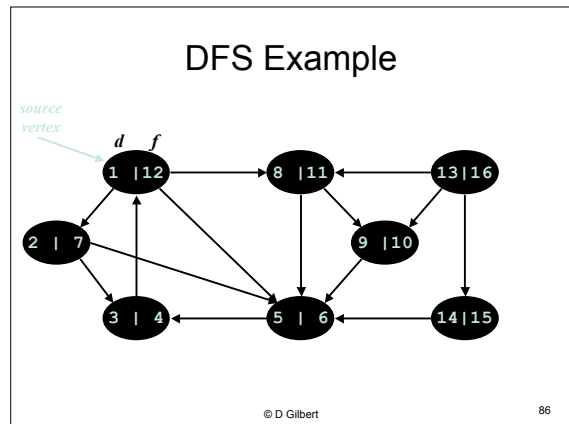 DFS Example
source
vertex
d f
1 |12
8 |11
13|16
2 | 7
9 |10
3 | 4
5 | 6
14|15
© D Gilbert
86